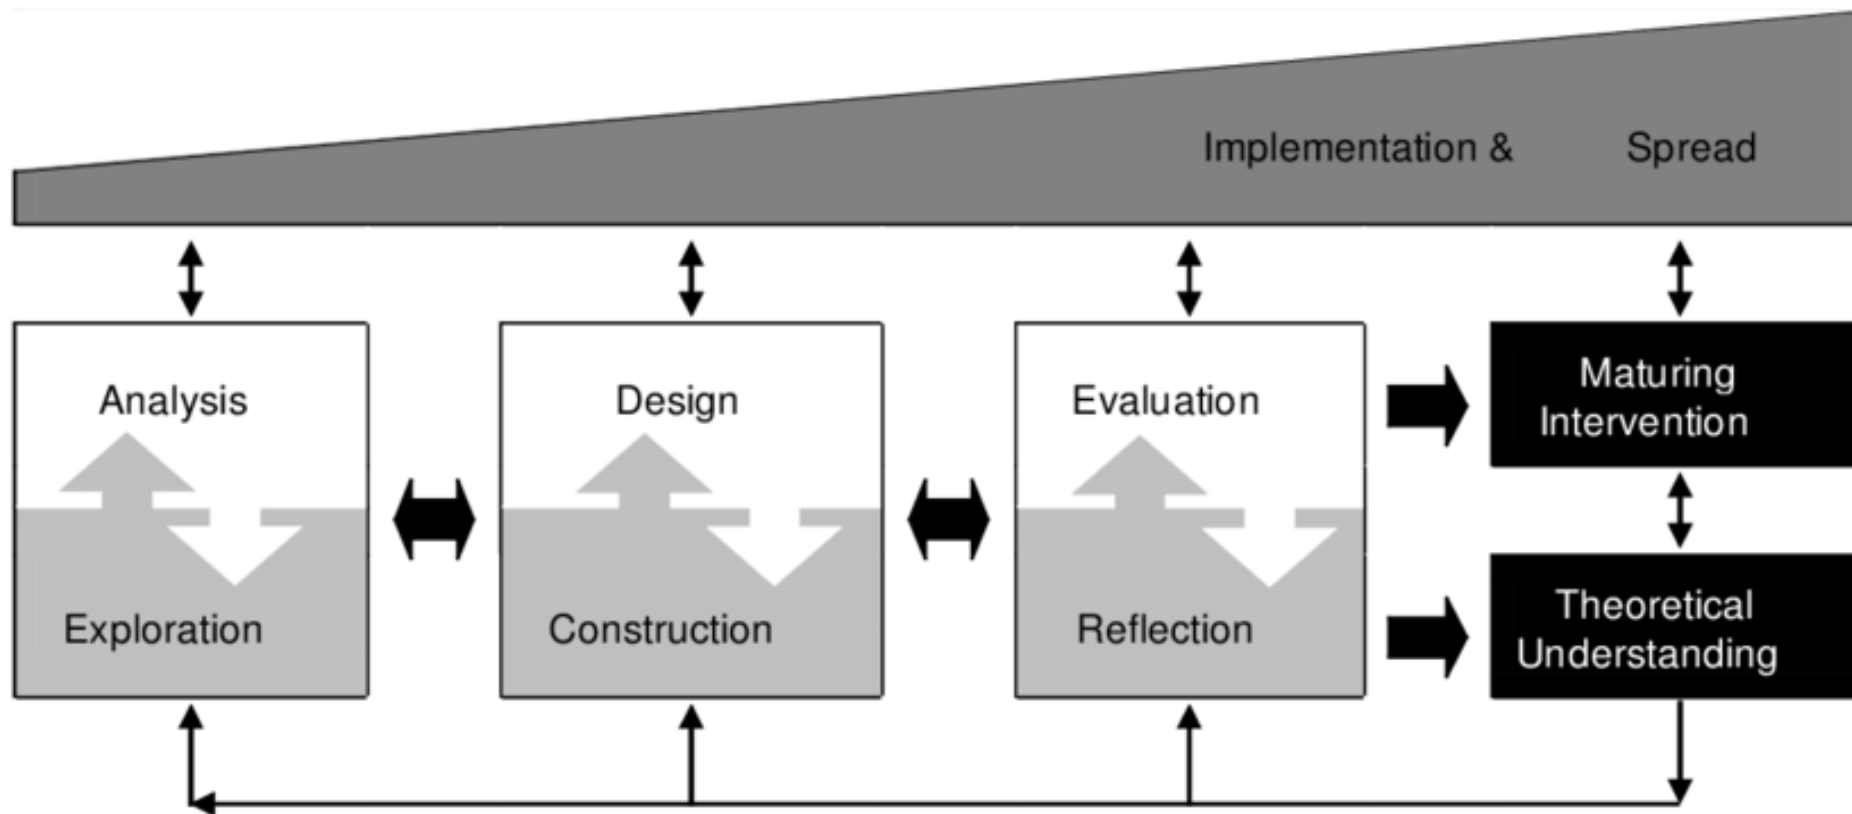 Implementation & Spread
Analysis
Exploration
Design
Construction
Evaluation
Reflection
Maturing
Intervention
Theoretical
Understanding